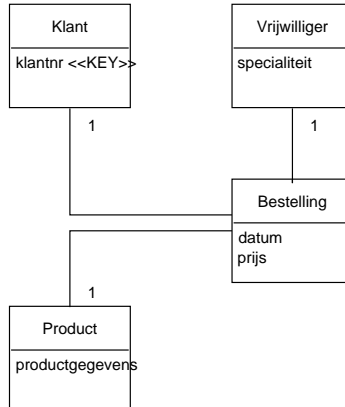 Klant
klantnr <<KEY>>
Vrijwilliger
specialiteit
1
1
Bestelling
datum
prijs
1
Product
productgegevens